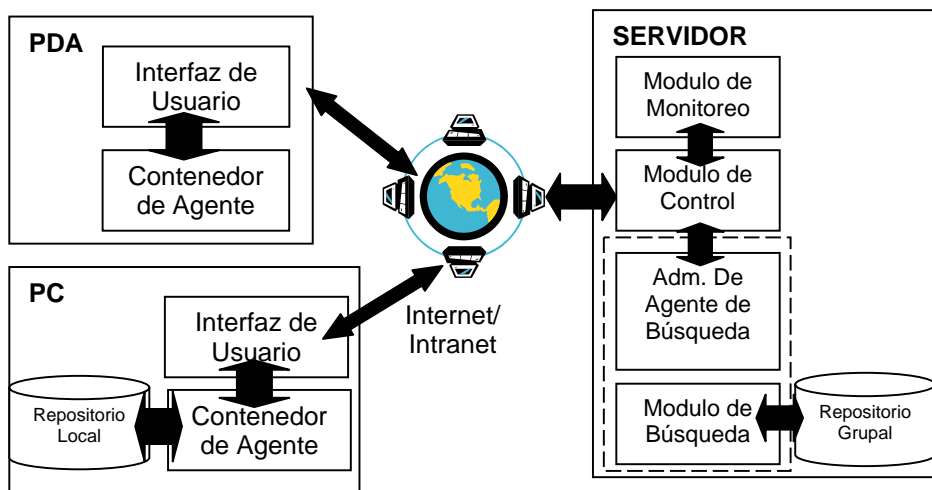 PDA
Interfaz de
Usuario
Contenedor
de Agente
PC
Interfaz de
Usuario
Repositorio
Local
Contenedor
de Agente
Internet/
Intranet
SERVIDOR
Modulo de
Monitoreo
Modulo de
Control
Adm. De
Agente de
Búsqueda
Modulo de
Búsqueda
Repositorio
Grupal